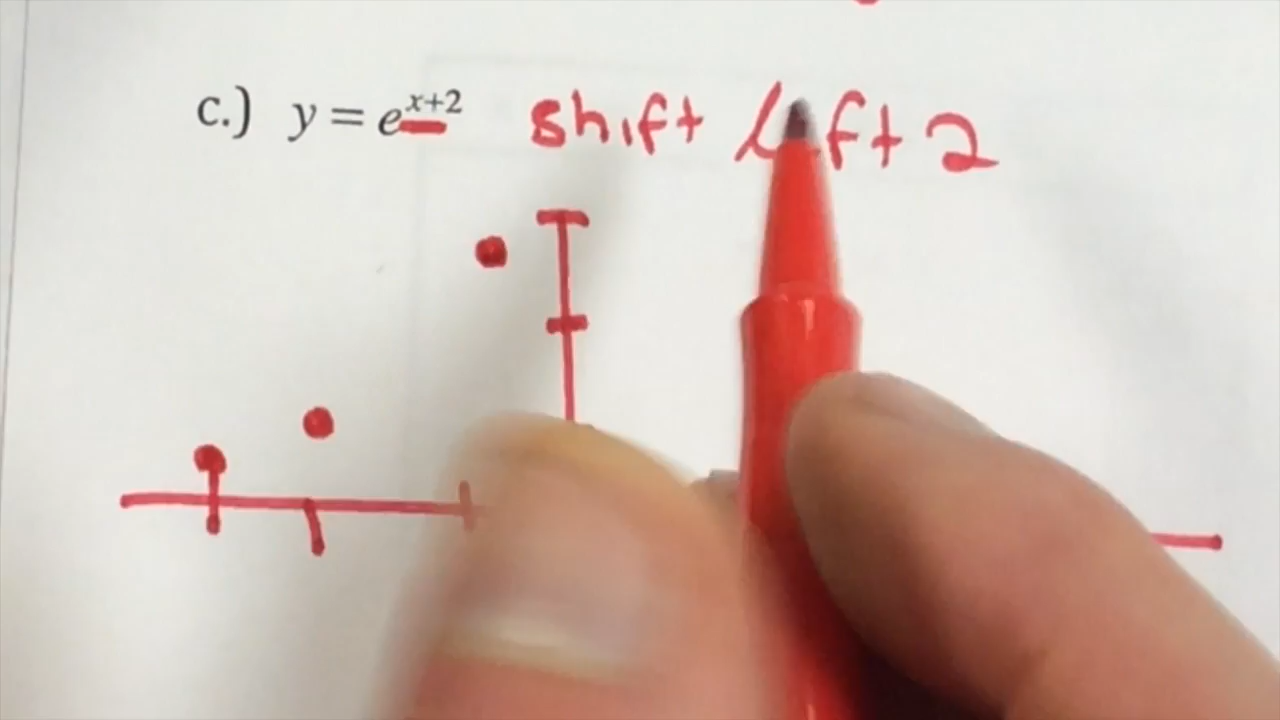 c.) y = e^{x+2} shift left 2